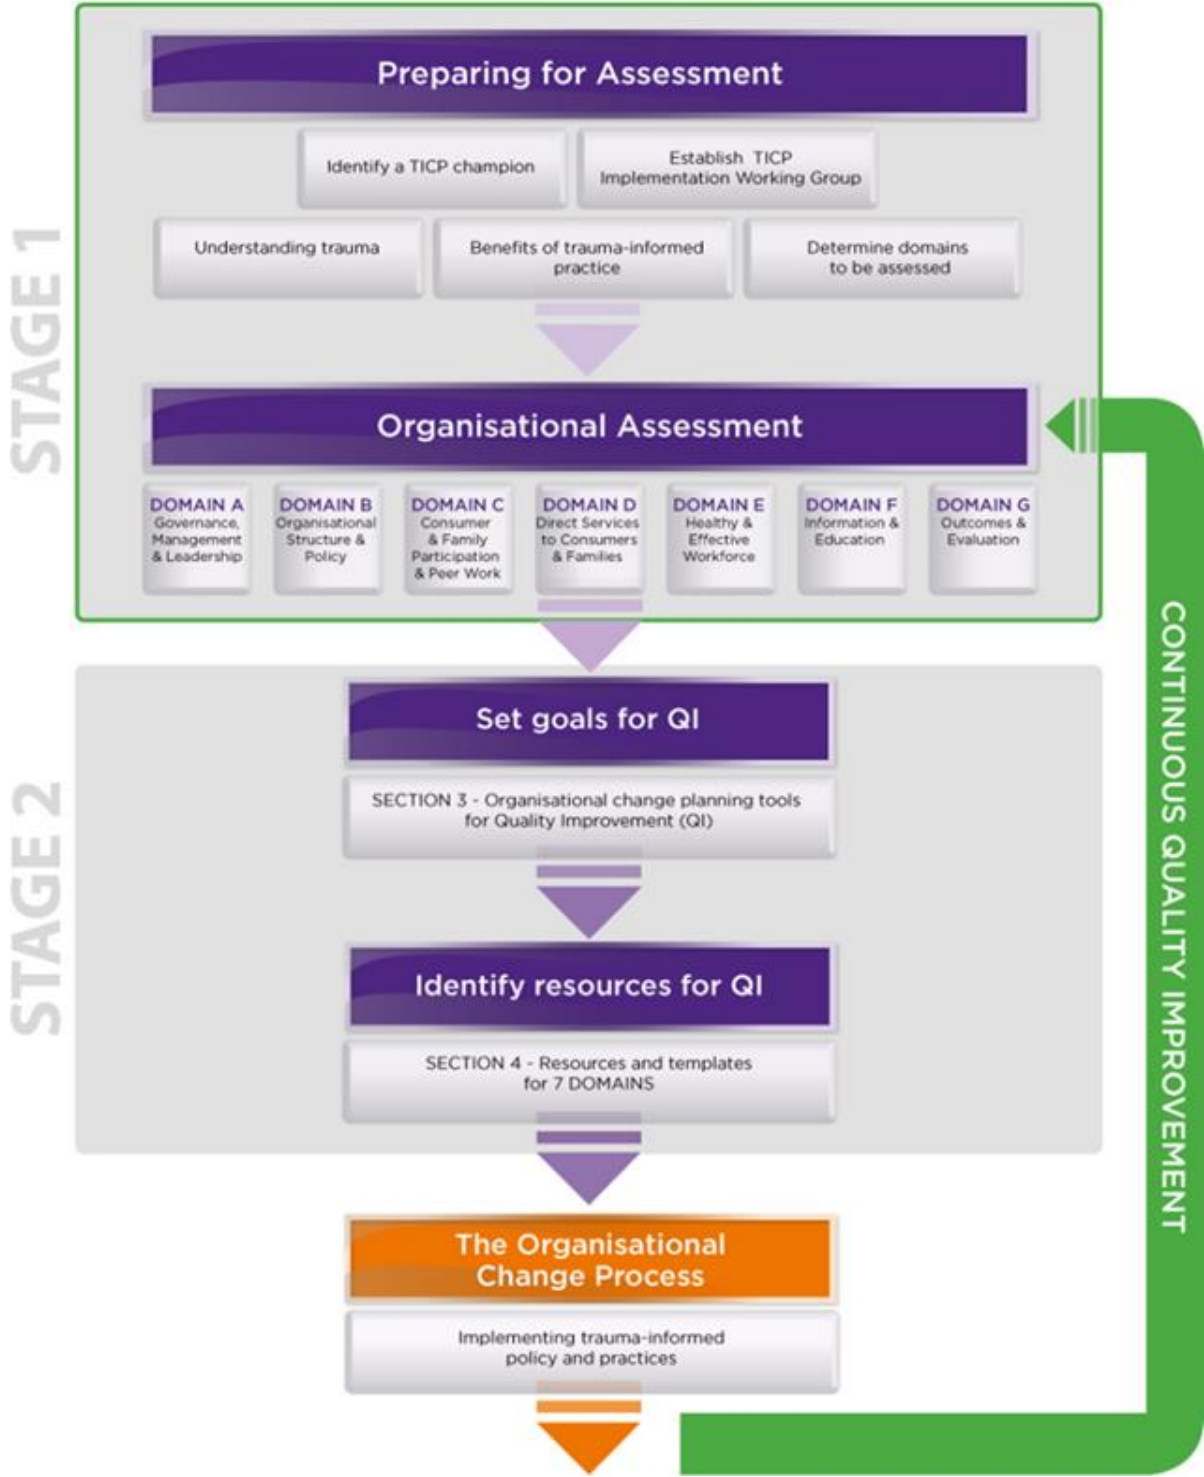 STAGE 1
Preparing for Assessment
Identify a TICP champion
Establish TICP
Implementation Working Group
Understanding trauma
Benefits of trauma-informed
practice
Determine domains
to be assessed
Organisational Assessment
DOMAIN A
Governance,
Management
& Leadership
DOMAIN B
Organisational
Structure &
Policy
DOMAIN C
Consumer
& Family
Participation
& Peer Work
DOMAIN D
Direct Services
to Consumers
& Families
DOMAIN E
Healthy &
Effective
Workforce
DOMAIN F
Information &
Education
DOMAIN G
Outcomes &
Evaluation
STAGE 2
Set goals for QI
SECTION 3 - Organisational change planning tools
for Quality Improvement (QI)
Identify resources for QI
SECTION 4 - Resources and templates
for 7 DOMAINS
The Organisational
Change Process
Implementing trauma-informed
policy and practices
CONTINUOUS QUALITY IMPROVEMENT